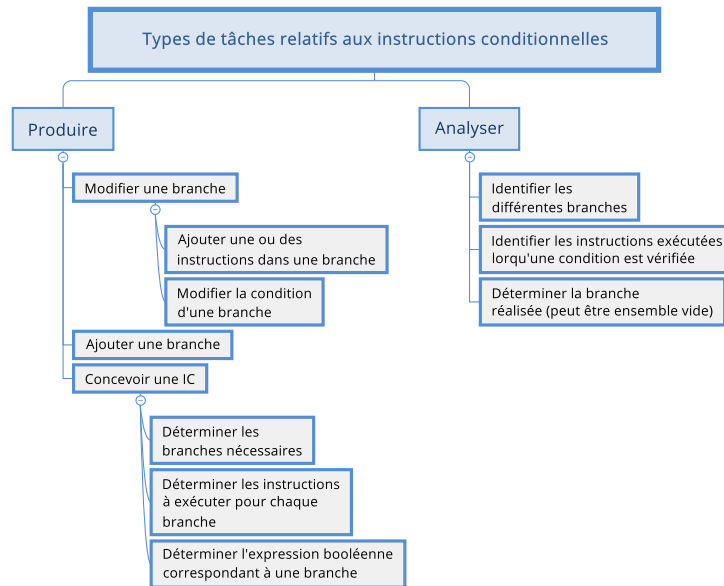 Types de tâches relatifs aux instructions conditionnelles
Produire
Modifier une branche
Ajouter une ou des
instructions dans une branche
Modifier la condition
d'une branche
Ajouter une branche
Concevoir une IC
Déterminer les
branches nécessaires
Déterminer les instructions
à exécuter pour chaque
branche
Déterminer l'expression booléenne
correspondant à une branche
Analyser
Identifier les
différentes branches
Identifier les instructions exécutées
lorqu'une condition est vérifiée
Déterminer la branche
réalisée (peut être ensemble vide)